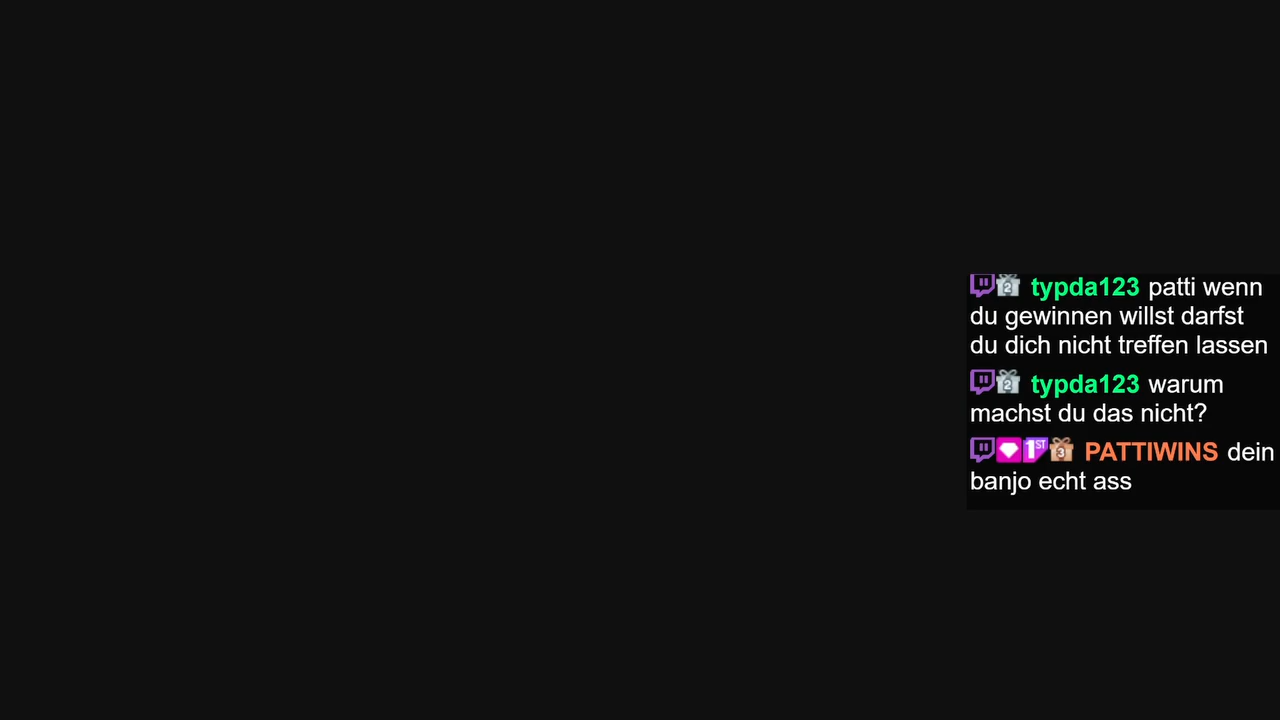 typda123 patti wenn
du gewinnen willst darfst
du dich nicht treffen lassen
typda123 warum
machst du das nicht?
PATTIWINS dein
banjo echt ass